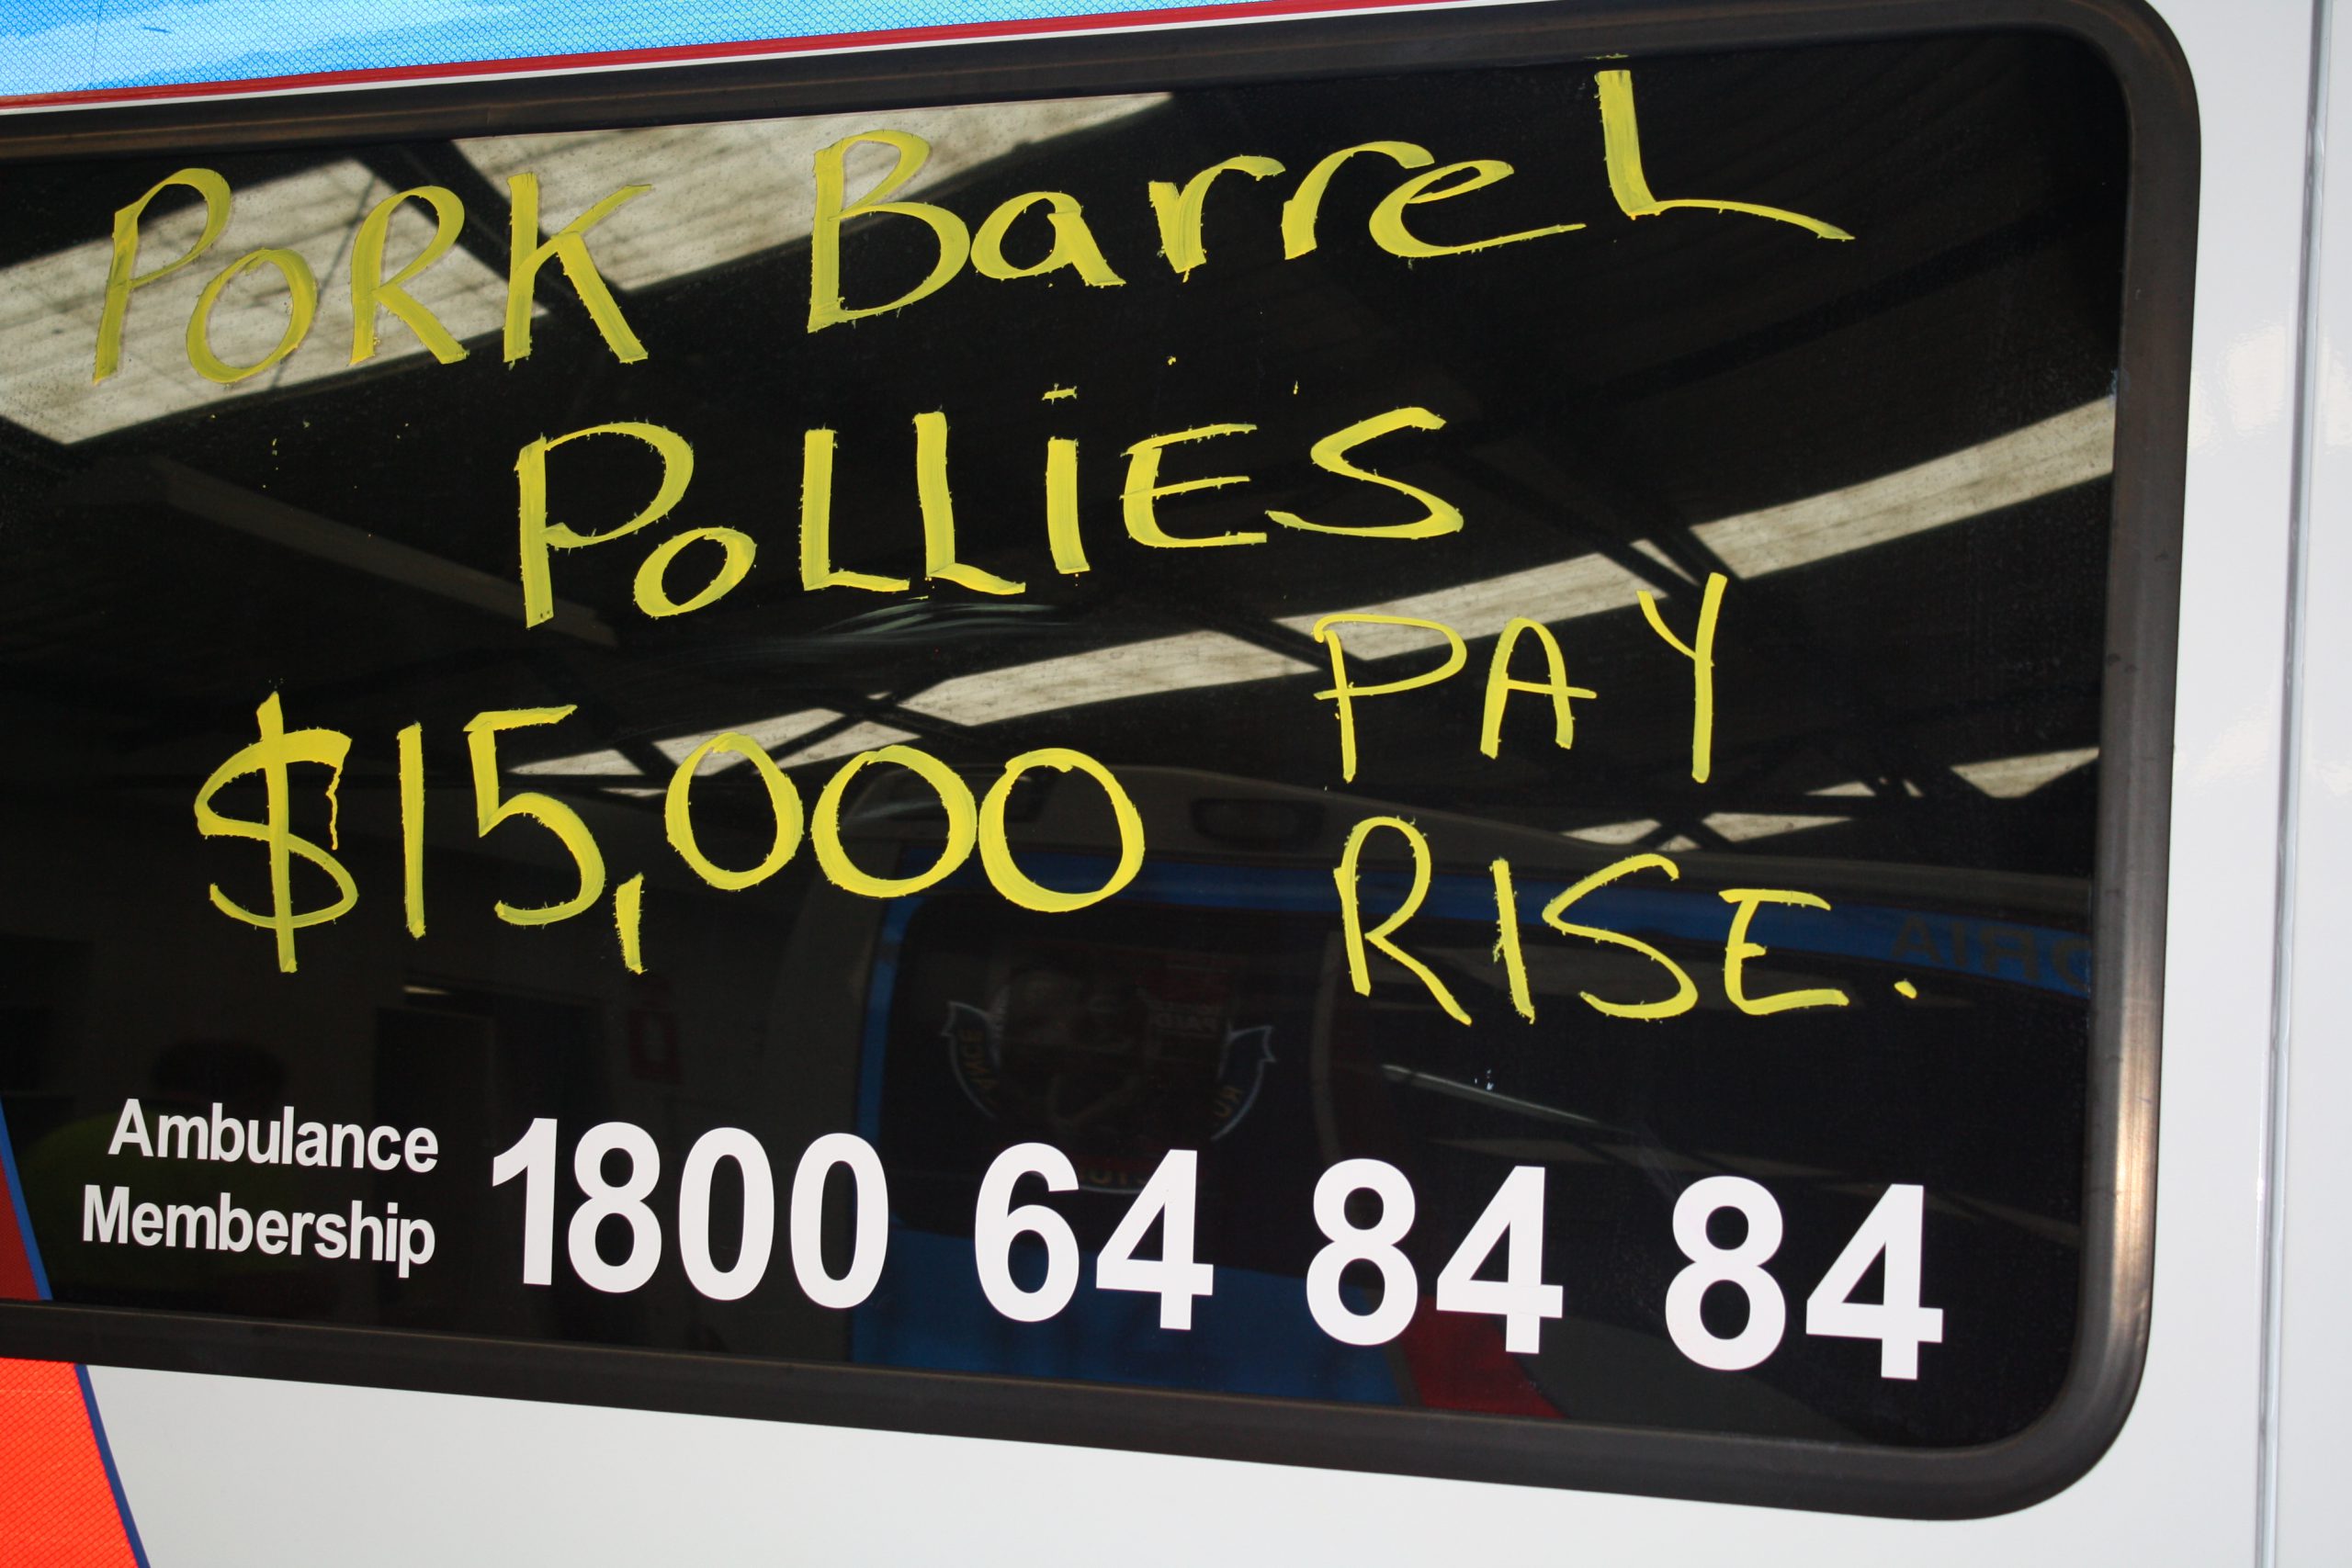 PORK BarreL
POLLiES
$15,000 PAY
RISE.
Ambulance
Membership 1800 64 84 84